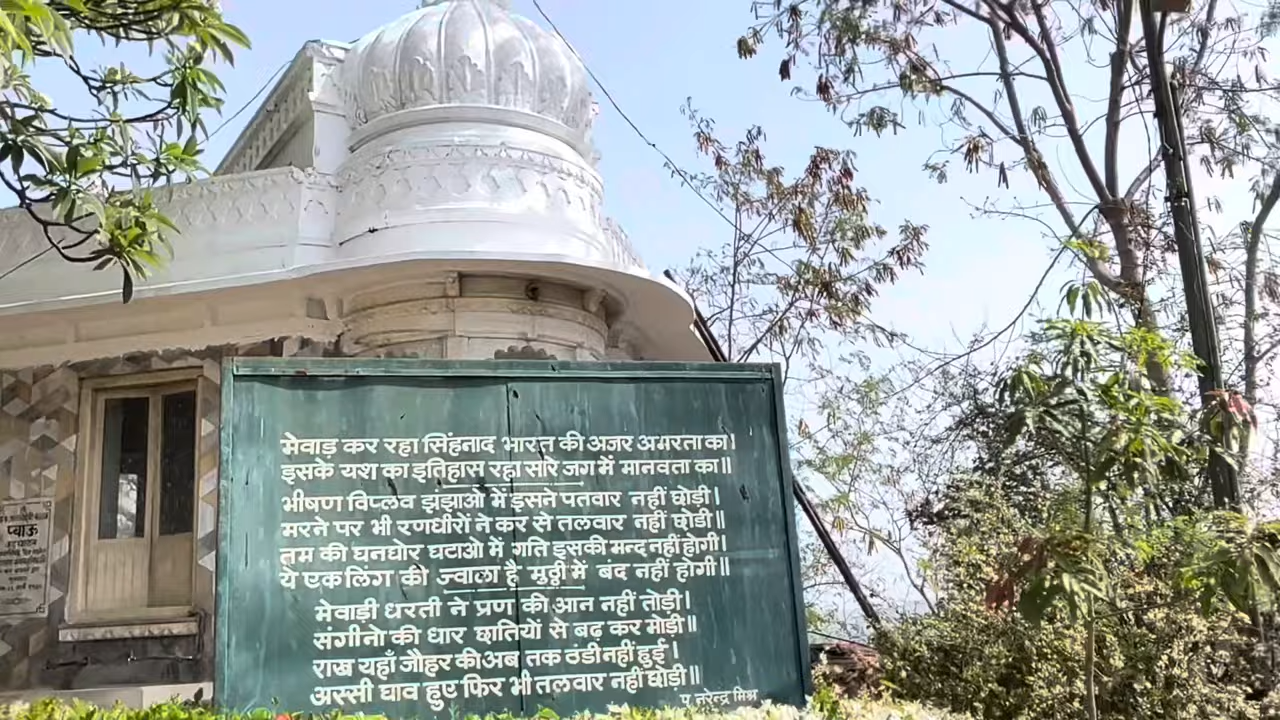 मेवाड़ कर रहा सिंहनाद भारत की अजर अमरता का।
इसके यश का इतिहास रहा सारे जग में मानवता का॥
भीषण विप्लव झंझाओ में इसने पतवार नहीं छोड़ी।
मरने पर भी रणधीरों ने कर से तलवार नहीं छोड़ी॥
तम की घनघोर घटाओ में गति इसकी मन्द नहीं होगी।
ये एकलिंग की ज्वाला है मुठ्ठी में बंद नहीं होगी॥
मेवाड़ी धरती ने प्रण की आन नहीं तोड़ी।
संगीनो की धार छातियों से बढ़ कर मोड़ी॥
राख यहाँ जौहर की अब तक ठंडी नहीं हुई।
अस्सी घाव हुए फिर भी तलवार नहीं छोड़ी॥
प. नरेन्द्र मिश्र
प्याऊ